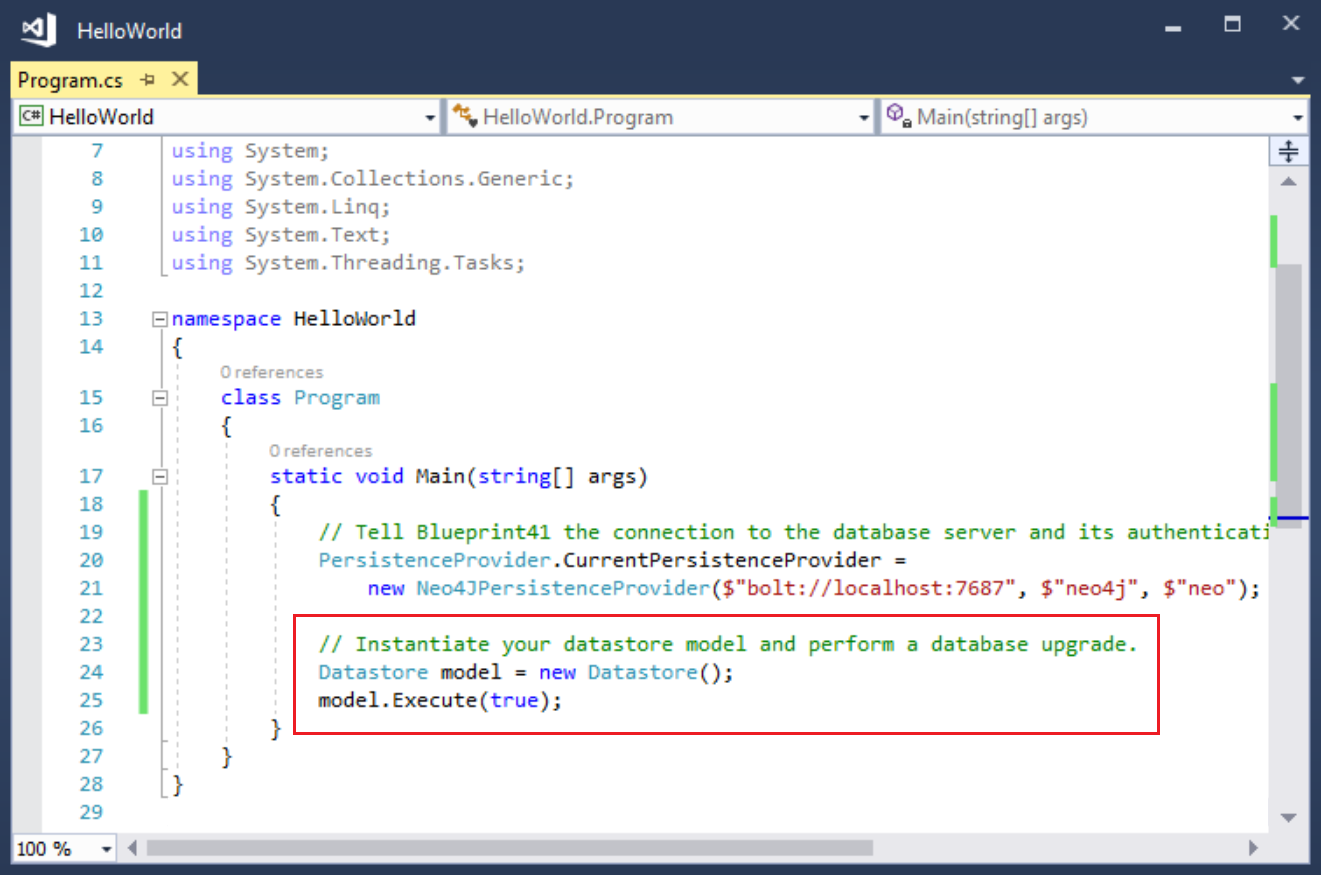 HelloWorld
Program.cs
C# HelloWorld HelloWorld.Program Main(string[] args)
7 using System;
8 using System.Collections.Generic;
9 using System.Linq;
10 using System.Text;
11 using System.Threading.Tasks;
12
13 namespace HelloWorld
14 {
0 references
15 class Program
16 {
0 references
17 static void Main(string[] args)
18 {
19 // Tell Blueprint41 the connection to the database server and its authenticati
20 PersistenceProvider.CurrentPersistenceProvider =
21 new Neo4JPersistenceProvider($"bolt://localhost:7687", $"neo4j", $"neo");
22
23 // Instantiate your datastore model and perform a database upgrade.
24 Datastore model = new Datastore();
25 model.Execute(true);
26 }
27 }
28 }
29
100 %